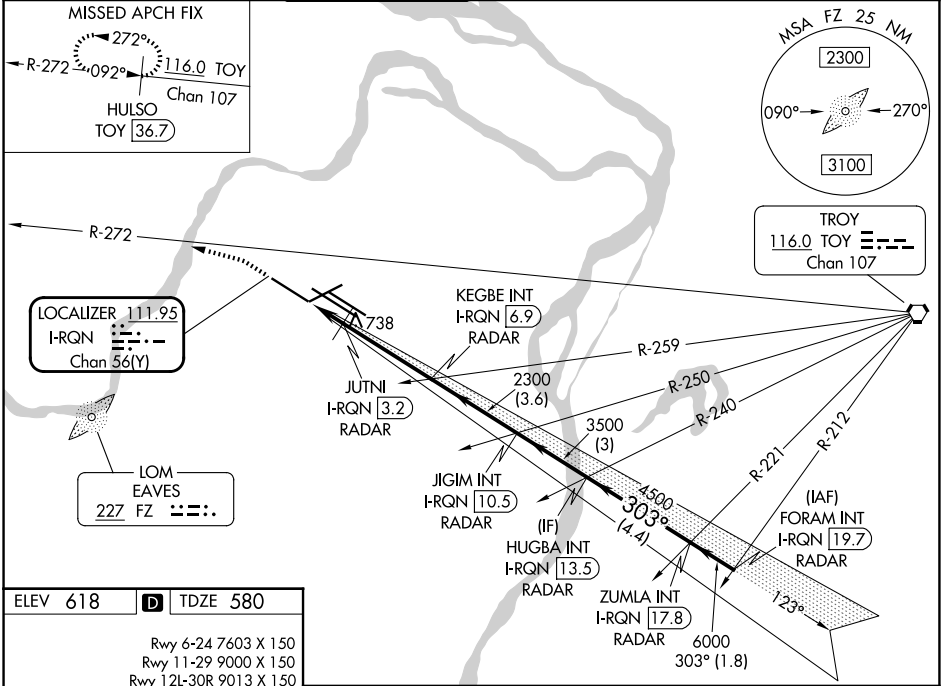 MISSED APCH FIX
272°
R-272
092°
116.0 TOY
Chan 107
HULSO
TOY 36.7
MSA FZ 25 NM
2300
090°
270°
3100
TROY
116.0 TOY
Chan 107
R-272
LOCALIZER 111.95
I-RQN
Chan 56(Y)
738
KEGBE INT
I-RQN 6.9
RADAR
R-259
JUTNI
I-RQN 3.2
RADAR
2300
(3.6)
R-250
R-240
3500
(3)
R-221
R-212
LOM
EAVES
227 FZ
JIGIM INT
I-RQN 10.5
RADAR
4500
303°
(4.4)
(IF)
HUGBA INT
I-RQN 13.5
RADAR
(IAF)
FORAM INT
I-RQN 19.7
RADAR
ZUMLA INT
I-RQN 17.8
RADAR
123°
6000
303° (1.8)
ELEV 618 D TDZE 580
Rwy 6-24 7603 X 150
Rwy 11-29 9000 X 150
Rwy 12L-30R 9013 X 150